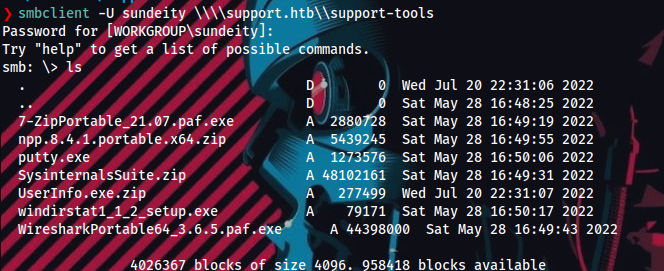 ❯ smbclient -U sundeity \\\\support.htb\\support-tools
Password for [WORKGROUP\sundeity]:
Try "help" to get a list of possible commands.
smb: \> ls
. D 0 Wed Jul 20 22:31:06 2022
.. D 0 Sat May 28 16:48:25 2022
7-ZipPortable_21.07.paf.exe A 2880728 Sat May 28 16:49:19 2022
npp.8.4.1.portable.x64.zip A 5439245 Sat May 28 16:49:55 2022
putty.exe A 1273576 Sat May 28 16:50:06 2022
SysinternalsSuite.zip A 48102161 Sat May 28 16:49:31 2022
UserInfo.exe.zip A 277499 Wed Jul 20 22:31:07 2022
windirstat1_1_2_setup.exe A 79171 Sat May 28 16:50:17 2022
WiresharkPortable64_3.6.5.paf.exe A 44398000 Sat May 28 16:49:43 2022
4026367 blocks of size 4096. 958418 blocks available